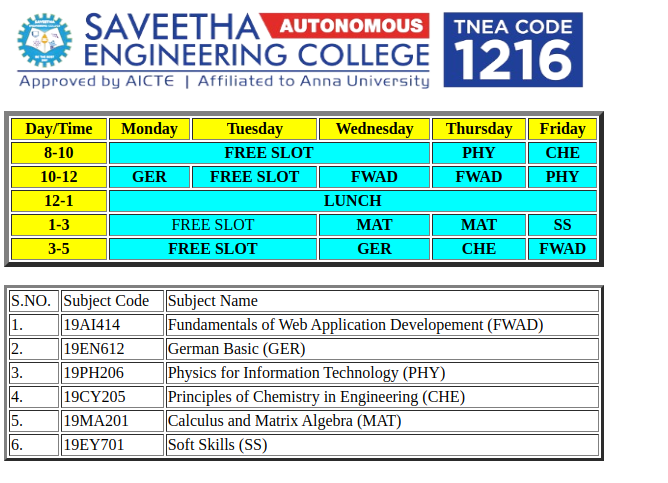 SAVEETHA AUTONOMOUS
ENGINEERING COLLEGE
Approved by AICTE | Affiliated to Anna University
TNEA CODE
1216
Day/Time Monday Tuesday Wednesday Thursday Friday
8-10 FREE SLOT PHY CHE
10-12 GER FREE SLOT FWAD FWAD PHY
12-1 LUNCH
1-3 FREE SLOT MAT MAT SS
3-5 FREE SLOT GER CHE FWAD
S.NO. Subject Code Subject Name
1. 19AI414 Fundamentals of Web Application Developement (FWAD)
2. 19EN612 German Basic (GER)
3. 19PH206 Physics for Information Technology (PHY)
4. 19CY205 Principles of Chemistry in Engineering (CHE)
5. 19MA201 Calculus and Matrix Algebra (MAT)
6. 19EY701 Soft Skills (SS)